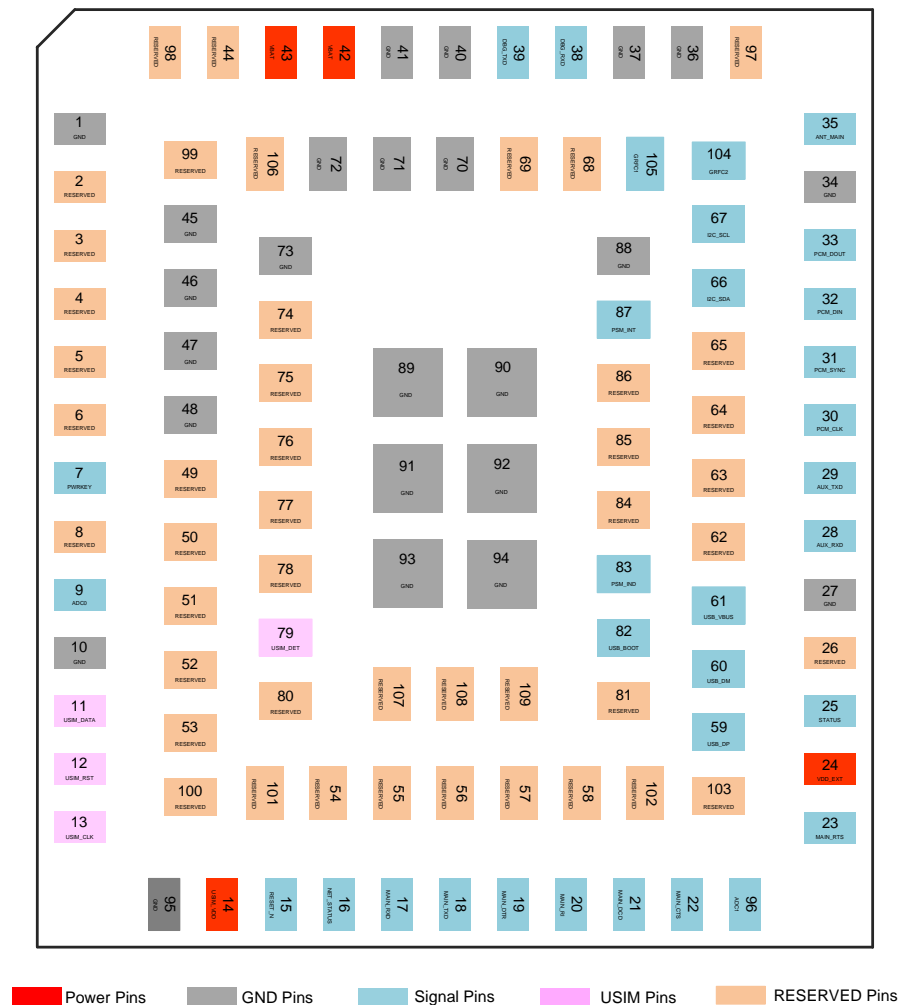 98
RESERVED
44
RESERVED
43
VBAT
42
VBAT
41
GND
40
GND
39
DBG_TXD
38
DBG_RXD
37
GND
36
GND
97
RESERVED
1
GND
2
RESERVED
3
RESERVED
4
RESERVED
5
RESERVED
6
RESERVED
7
PWRKEY
8
RESERVED
9
ADC0
10
GND
11
USIM_DATA
12
USIM_RST
13
USIM_CLK
99
RESERVED
45
GND
46
GND
47
GND
48
GND
49
RESERVED
50
RESERVED
51
RESERVED
52
RESERVED
53
RESERVED
100
RESERVED
106
RESERVED
72
GND
71
GND
70
GND
69
RESERVED
68
RESERVED
105
GRFC1
73
GND
74
RESERVED
75
RESERVED
76
RESERVED
77
RESERVED
78
RESERVED
79
USIM_DET
80
RESERVED
89
GND
90
GND
91
GND
92
GND
93
GND
94
GND
107
RESERVED
108
RESERVED
109
RESERVED
88
GND
87
PSM_INT
86
RESERVED
85
RESERVED
84
RESERVED
83
PSM_IND
82
USB_BOOT
81
RESERVED
104
GRFC2
67
I2C_SCL
66
I2C_SDA
65
RESERVED
64
RESERVED
63
RESERVED
62
RESERVED
61
USB_VBUS
60
USB_DM
59
USB_DP
103
RESERVED
35
ANT_MAIN
34
GND
33
PCM_DOUT
32
PCM_DIN
31
PCM_SYNC
30
PCM_CLK
29
AUX_TXD
28
AUX_RXD
27
GND
26
RESERVED
25
STATUS
24
VDD_EXT
23
MAIN_RTS
101
RESERVED
54
RESERVED
55
RESERVED
56
RESERVED
57
RESERVED
58
RESERVED
102
RESERVED
95
GND
14
USIM_VDD
15
RESET_N
16
NET_STATUS
17
MAIN_RXD
18
MAIN_TXD
19
MAIN_DTR
20
MAIN_RI
21
MAIN_DCD
22
MAIN_CTS
96
ADC1
Power Pins
GND Pins
Signal Pins
USIM Pins
RESERVED Pins